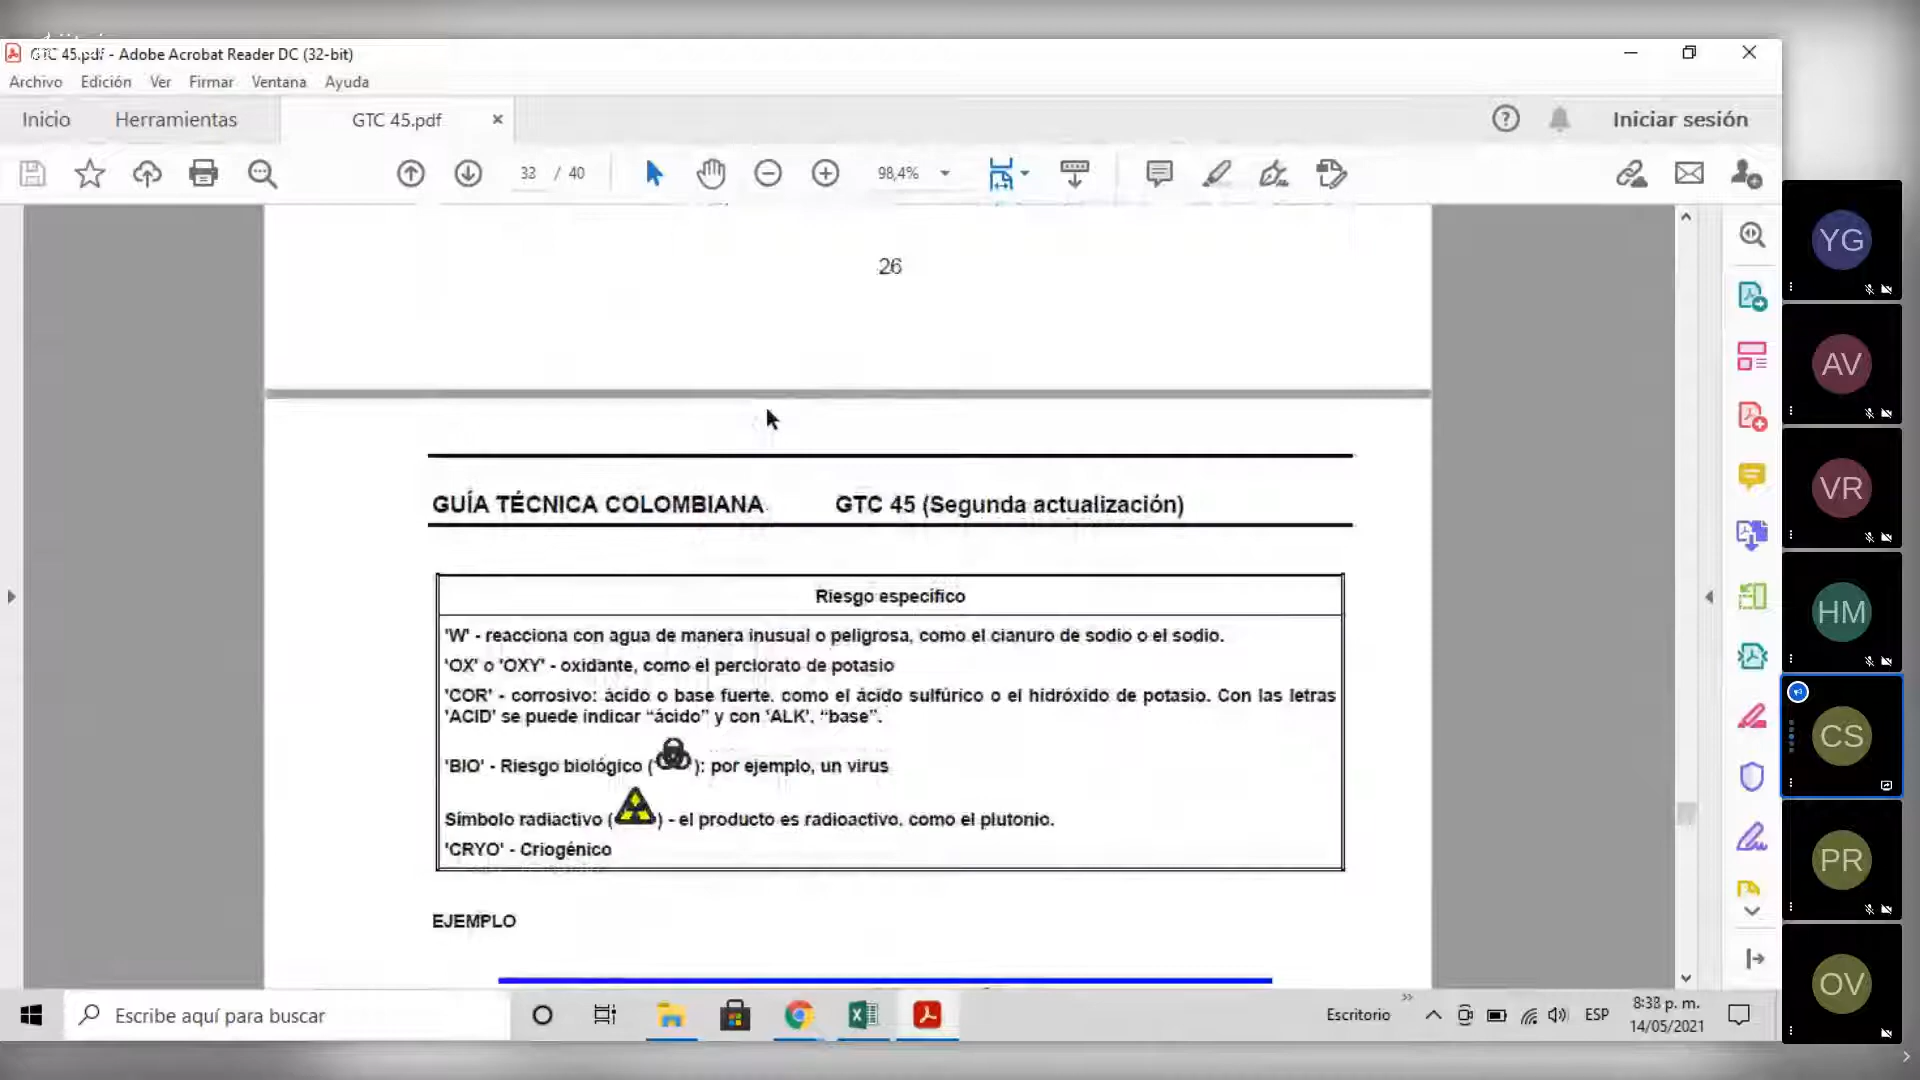 GTC 45.pdf - Adobe Acrobat Reader DC (32-bit)
Archivo Edición Ver Firmar Ventana Ayuda
Inicio Herramientas GTC 45.pdf Iniciar sesión
33 / 40 98,4%
26
GUÍA TÉCNICA COLOMBIANA GTC 45 (Segunda actualización)
Riesgo específico
'W' - reacciona con agua de manera inusual o peligrosa, como el cianuro de sodio o el sodio.
'OX' o 'OXY' - oxidante, como el perclorato de potasio
'COR' - corrosivo: ácido o base fuerte, como el ácido sulfúrico o el hidróxido de potasio. Con las letras
'ACID' se puede indicar “ácido” y con 'ALK', “base”.
'BIO' - Riesgo biológico ( ): por ejemplo, un virus
Símbolo radiactivo ( ) - el producto es radioactivo, como el plutonio.
'CRYO' - Criogénico
EJEMPLO
YG
AV
VR
HM
CS
PR
OV
Escribe aquí para buscar
Escritorio
ESP
8:38 p. m.
14/05/2021